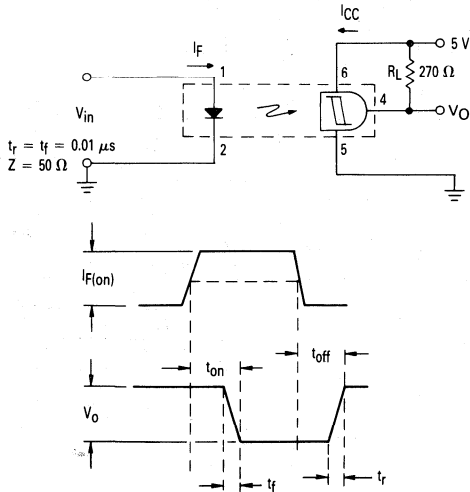 I_CC
I_F
5 V
1
6
R_L 270 Ω
4
V_in
V_O
2
5
t_r = t_f = 0.01 μs
Z = 50 Ω
I_F(on)
t_on
t_off
V_o
t_f
t_r